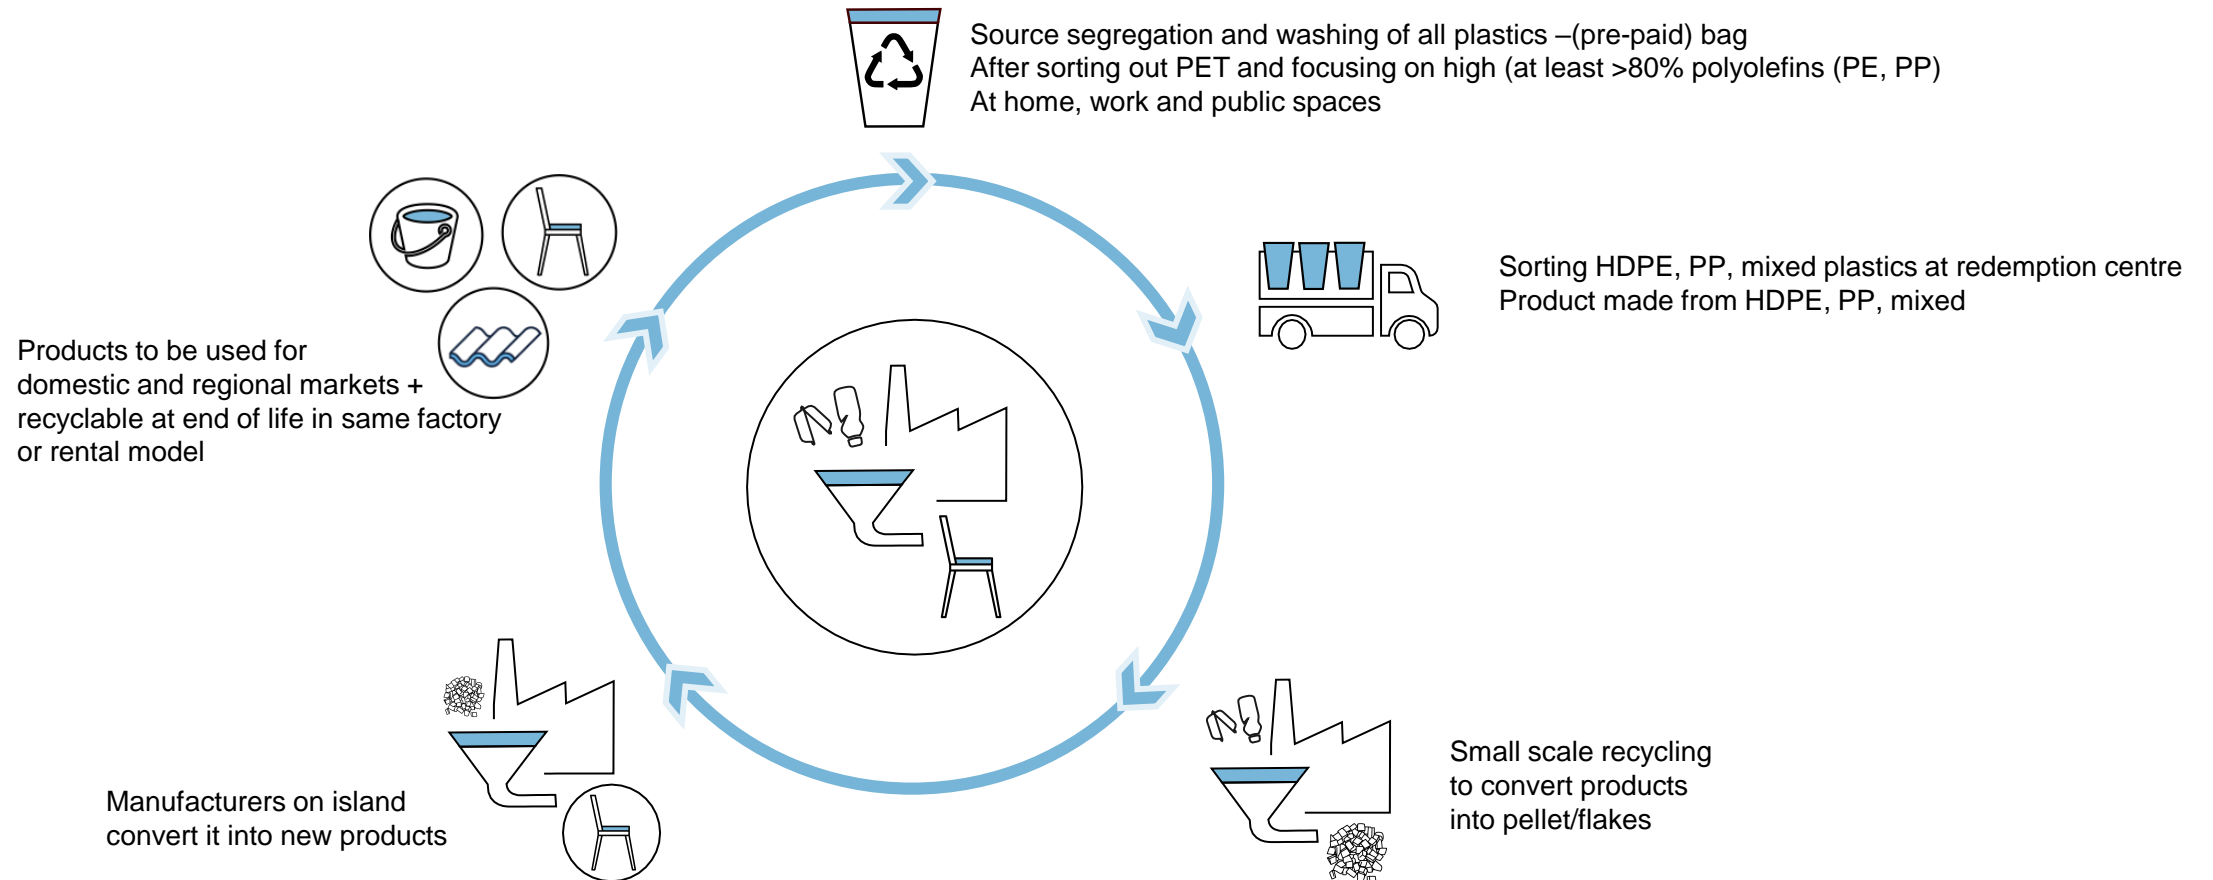 Source segregation and washing of all plastics –(pre-paid) bag
After sorting out PET and focusing on high (at least >80% polyolefins (PE, PP)
At home, work and public spaces
Sorting HDPE, PP, mixed plastics at redemption centre
Product made from HDPE, PP, mixed
Small scale recycling
to convert products
into pellet/flakes
Manufacturers on island
convert it into new products
Products to be used for
domestic and regional markets +
recyclable at end of life in same factory
or rental model